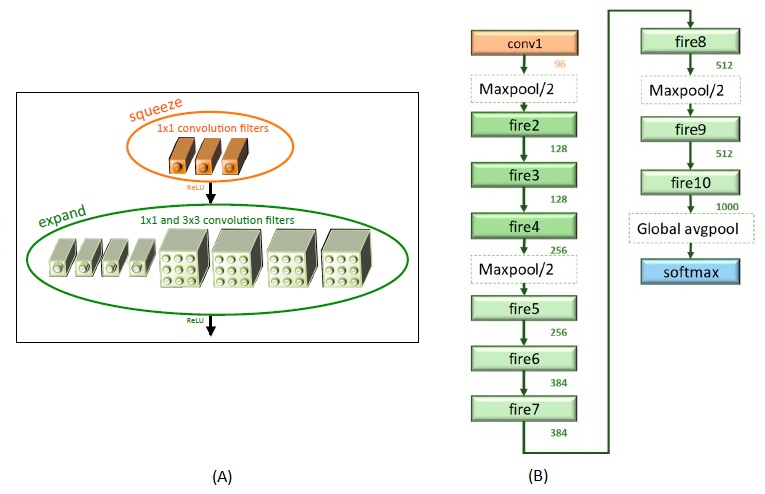 squeeze
1x1 convolution filters
ReLU
expand
1x1 and 3x3 convolution filters
ReLU
(A)
conv1
96
Maxpool/2
fire2
128
fire3
128
fire4
256
Maxpool/2
fire5
256
fire6
384
fire7
384
fire8
512
Maxpool/2
fire9
512
fire10
1000
Global avgpool
softmax
(B)